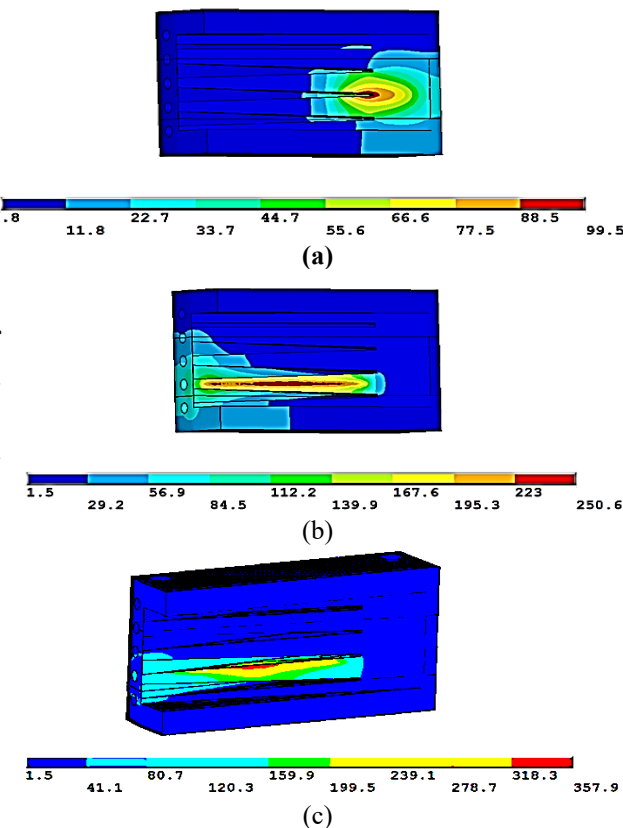 .8 22.7 44.7 66.6 88.5
11.8 33.7 55.6 77.5 99.5
(a)
1.5 56.9 112.2 167.6 223
29.2 84.5 139.9 195.3 250.6
(b)
1.5 80.7 159.9 239.1 318.3
41.1 120.3 199.5 278.7 357.9
(c)